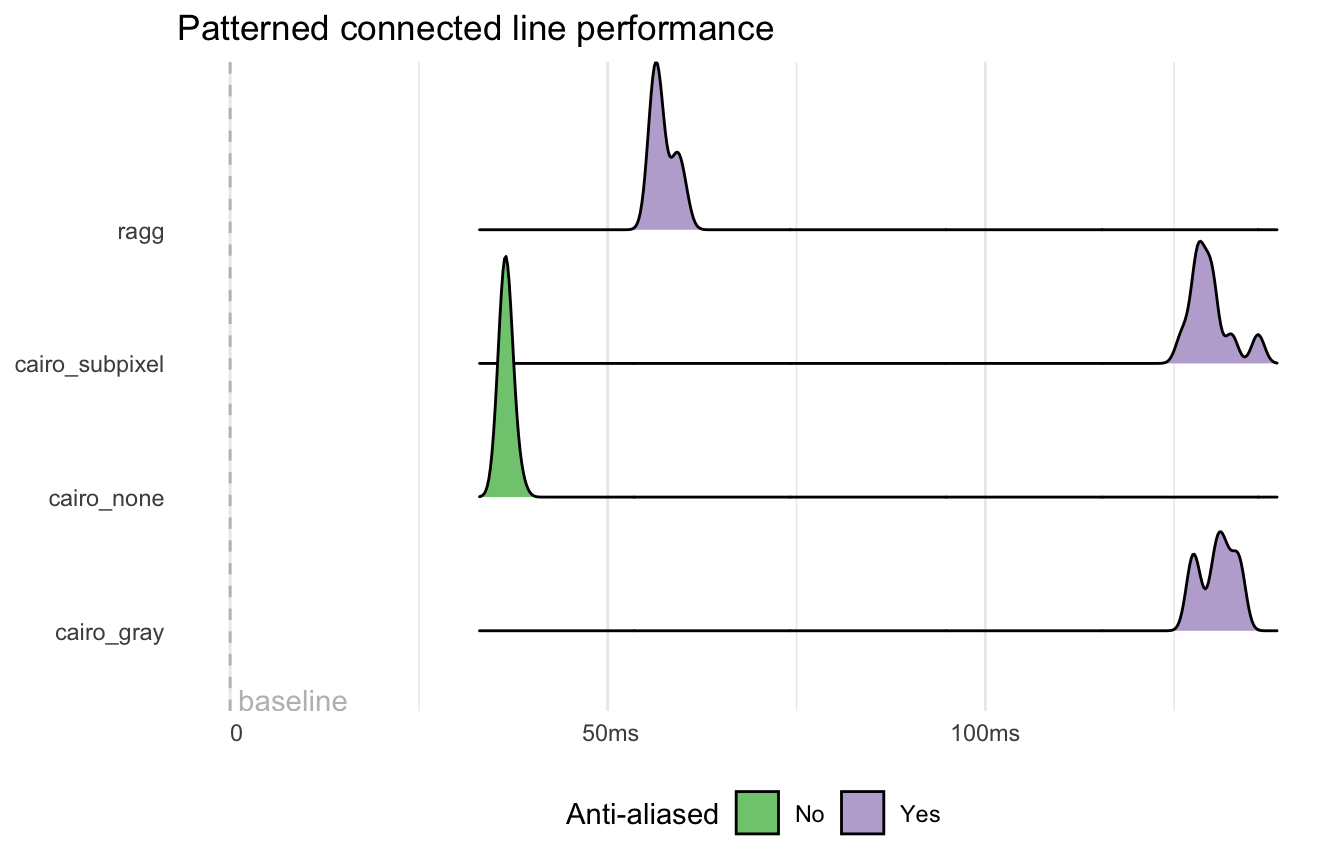 Patterned connected line performance
ragg
cairo_subpixel
cairo_none
cairo_gray
baseline
0 50ms 100ms
Anti-aliased No Yes